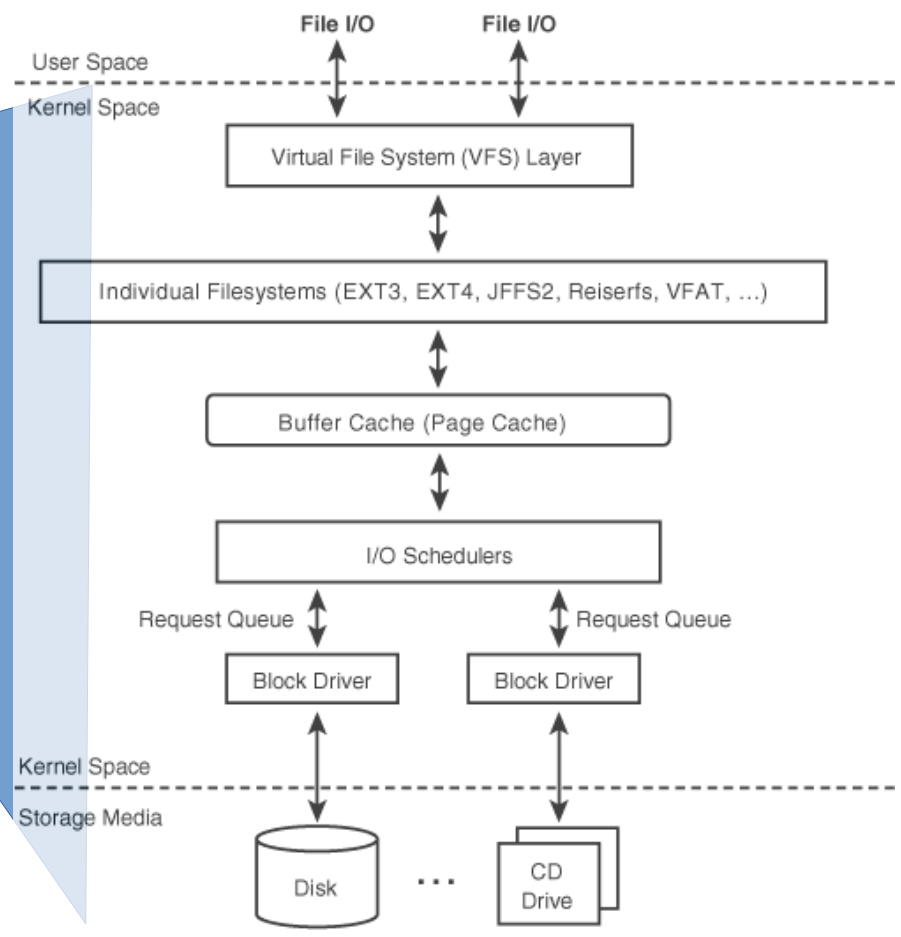 File I/O File I/O
User Space
Kernel Space
Virtual File System (VFS) Layer
Individual Filesystems (EXT3, EXT4, JFFS2, Reiserfs, VFAT, ...)
Buffer Cache (Page Cache)
I/O Schedulers
Request Queue Request Queue
Block Driver Block Driver
Kernel Space
Storage Media
Disk ... CD
Drive